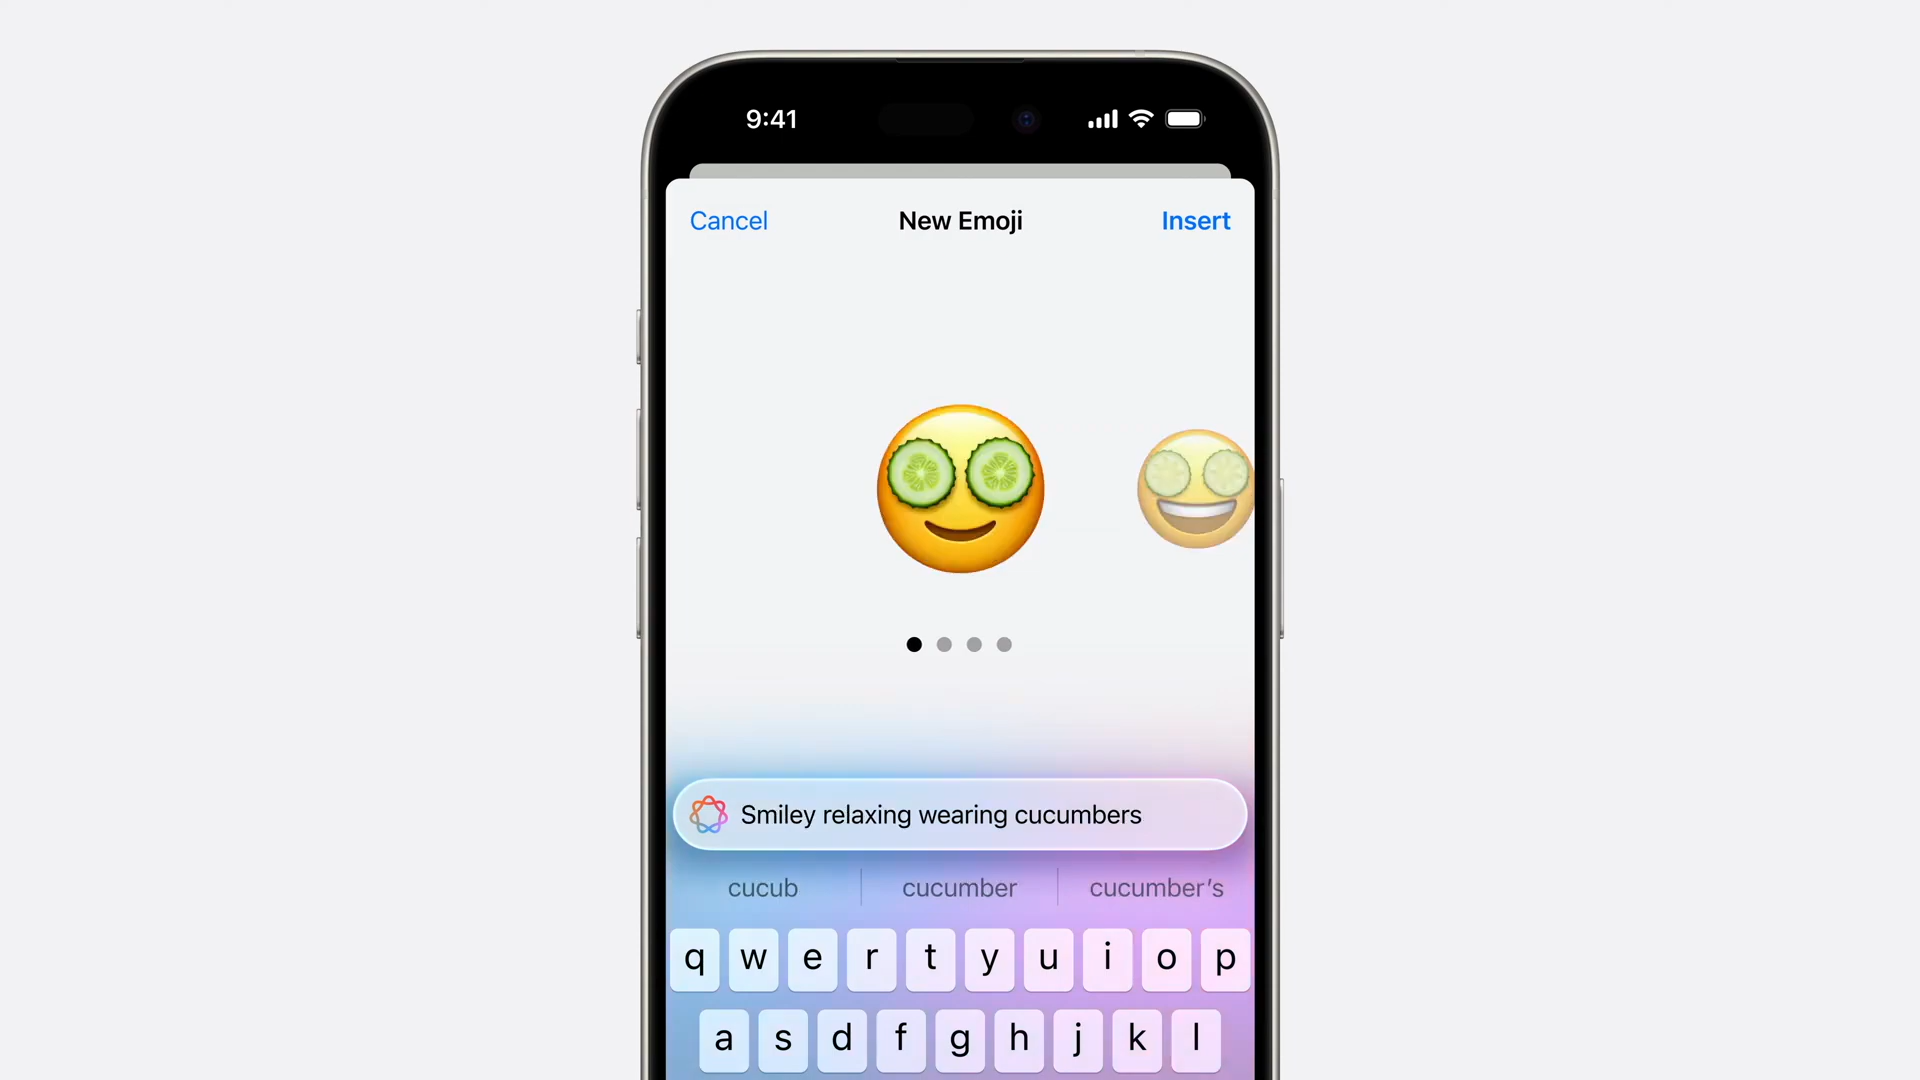 9:41
Cancel New Emoji Insert
Smiley relaxing wearing cucumbers
cucub cucumber cucumber’s
q w e r t y u i o p
a s d f g h j k l